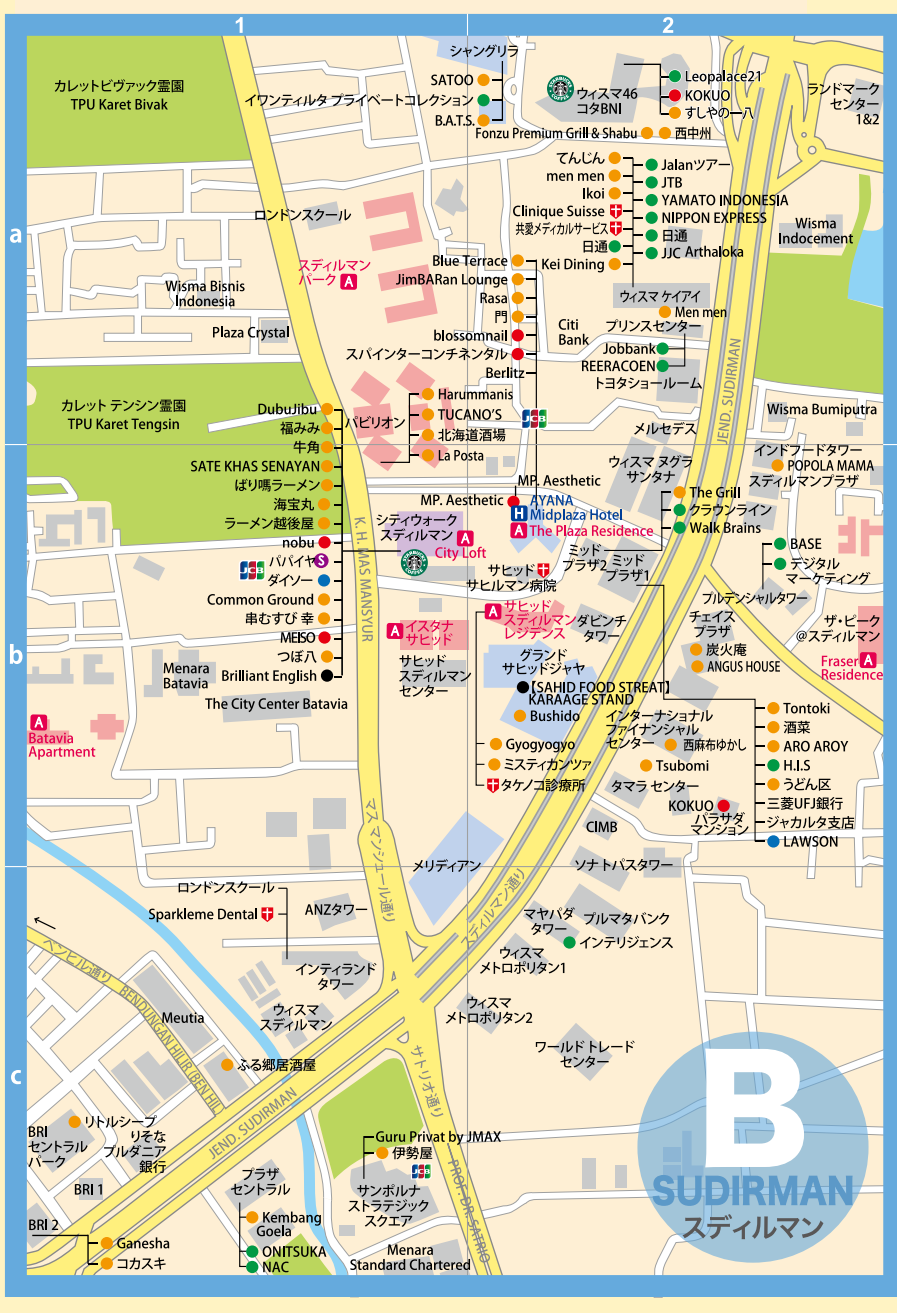 1
2
a
b
c
カレットビヴァック霊園
TPU Karet Bivak
シャングリラ
SATOO
イワンティルタ プライベートコレクション
B.A.T.S.
STARBUCKS COFFEE
ウィスマ46
コタBNI
Leopalace21
KOKUO
すしやの一八
ランドマーク
センター
1&2
Fonzu Premium Grill & Shabu
西中州
てんじん
men men
Ikoi
Clinique Suisse
共愛メディカルサービス
日通
Kei Dining
Jalanツアー
JTB
YAMATO INDONESIA
NIPPON EXPRESS
日通
JJC Arthaloka
Wisma
Indocement
ロンドンスクール
スディルマン
パーク A
Wisma Bisnis
Indonesia
Plaza Crystal
Blue Terrace
JimBARan Lounge
Rasa
門
blossomnail
スパインターコンチネンタル
Berlitz
Citi
Bank
ウィスマ ケイアイ
Men men
プリンスセンター
Jobbank
REERACOEN
トヨタショールーム
JEND. SUDIRMAN
カレット テンシン霊園
TPU Karet Tengsin
DubuJibu
福みみ
牛角
SATE KHAS SENAYAN
ばり嗎ラーメン
海宝丸
ラーメン越後屋
nobu
JCB
パパイヤ S
ダイソー
Common Ground
串むすび 幸
MEISO
つぼ八
Brilliant English
パビリオン
Harummanis
TUCANO'S
北海道酒場
La Posta
JCB
メルセデス
Wisma Bumiputra
ウィスマ ヌグラ
サンタナ
インドフードタワー
POPOLA MAMA
スディルマンプラザ
MP. Aesthetic
MP. Aesthetic
H AYANA
Midplaza Hotel
A The Plaza Residence
The Grill
クラウンライン
Walk Brains
シティウォーク
スディルマン
A
City Loft
STARBUCKS COFFEE
K. H. MAS MANSYUR
ミッド
プラザ2
ミッド
プラザ1
サヒッド
サヒルマン病院
BASE
デジタル
マーケティング
プルデンシャルタワー
A イスタナ
サヒッド
A サヒッド
スディルマン
レジデンス
ダビンチ
タワー
チェイス
プラザ
炭火庵
ANGUS HOUSE
ザ・ピーク
@スディルマン
Fraser A
Residence
サヒッド
スディルマン
センター
グランド
サヒッドジャヤ
【SAHID FOOD STREAT】
KARAAGE STAND
Bushido
Menara
Batavia
The City Center Batavia
A
Batavia
Apartment
インターナショナル
ファイナンシャル
センター
西麻布ゆかし
Tsubomi
Gyogyogyo
ミスティカンツァ
タケノコ診療所
タマラ センター
KOKUO
パラサダ
マンション
Tontoki
酒菜
ARO AROY
H.I.S
うどん区
三菱UFJ銀行
ジャカルタ支店
LAWSON
CIMB
マス マンシュール通り
メリディアン
ソナトパスタワー
スディルマン通り
ロンドンスクール
Sparkleme Dental
ANZタワー
インティランド
タワー
マヤパダ
タワー
プルマタバンク
インテリジェンス
ウィスマ
メトロポリタン1
ウィスマ
メトロポリタン2
ベンヒル通り
BENDUNGAN HILIR (BEN HIL
Meutia
ウィスマ
スディルマン
ワールド トレード
センター
サトリオ通り
ふる郷居酒屋
JEND. SUDIRMAN
リトルシープ
BRI
セントラル
パーク
りそな
プルダニア
銀行
BRI 1
BRI 2
Ganesha
コカスキ
プラザ
セントラル
Kembang
Goela
ONITSUKA
NAC
Guru Privat by JMAX
伊勢屋
JCB
サンポルナ
ストラテジック
スクエア
Menara
Standard Chartered
PROF. DR. SATRIO
B
SUDIRMAN
スディルマン